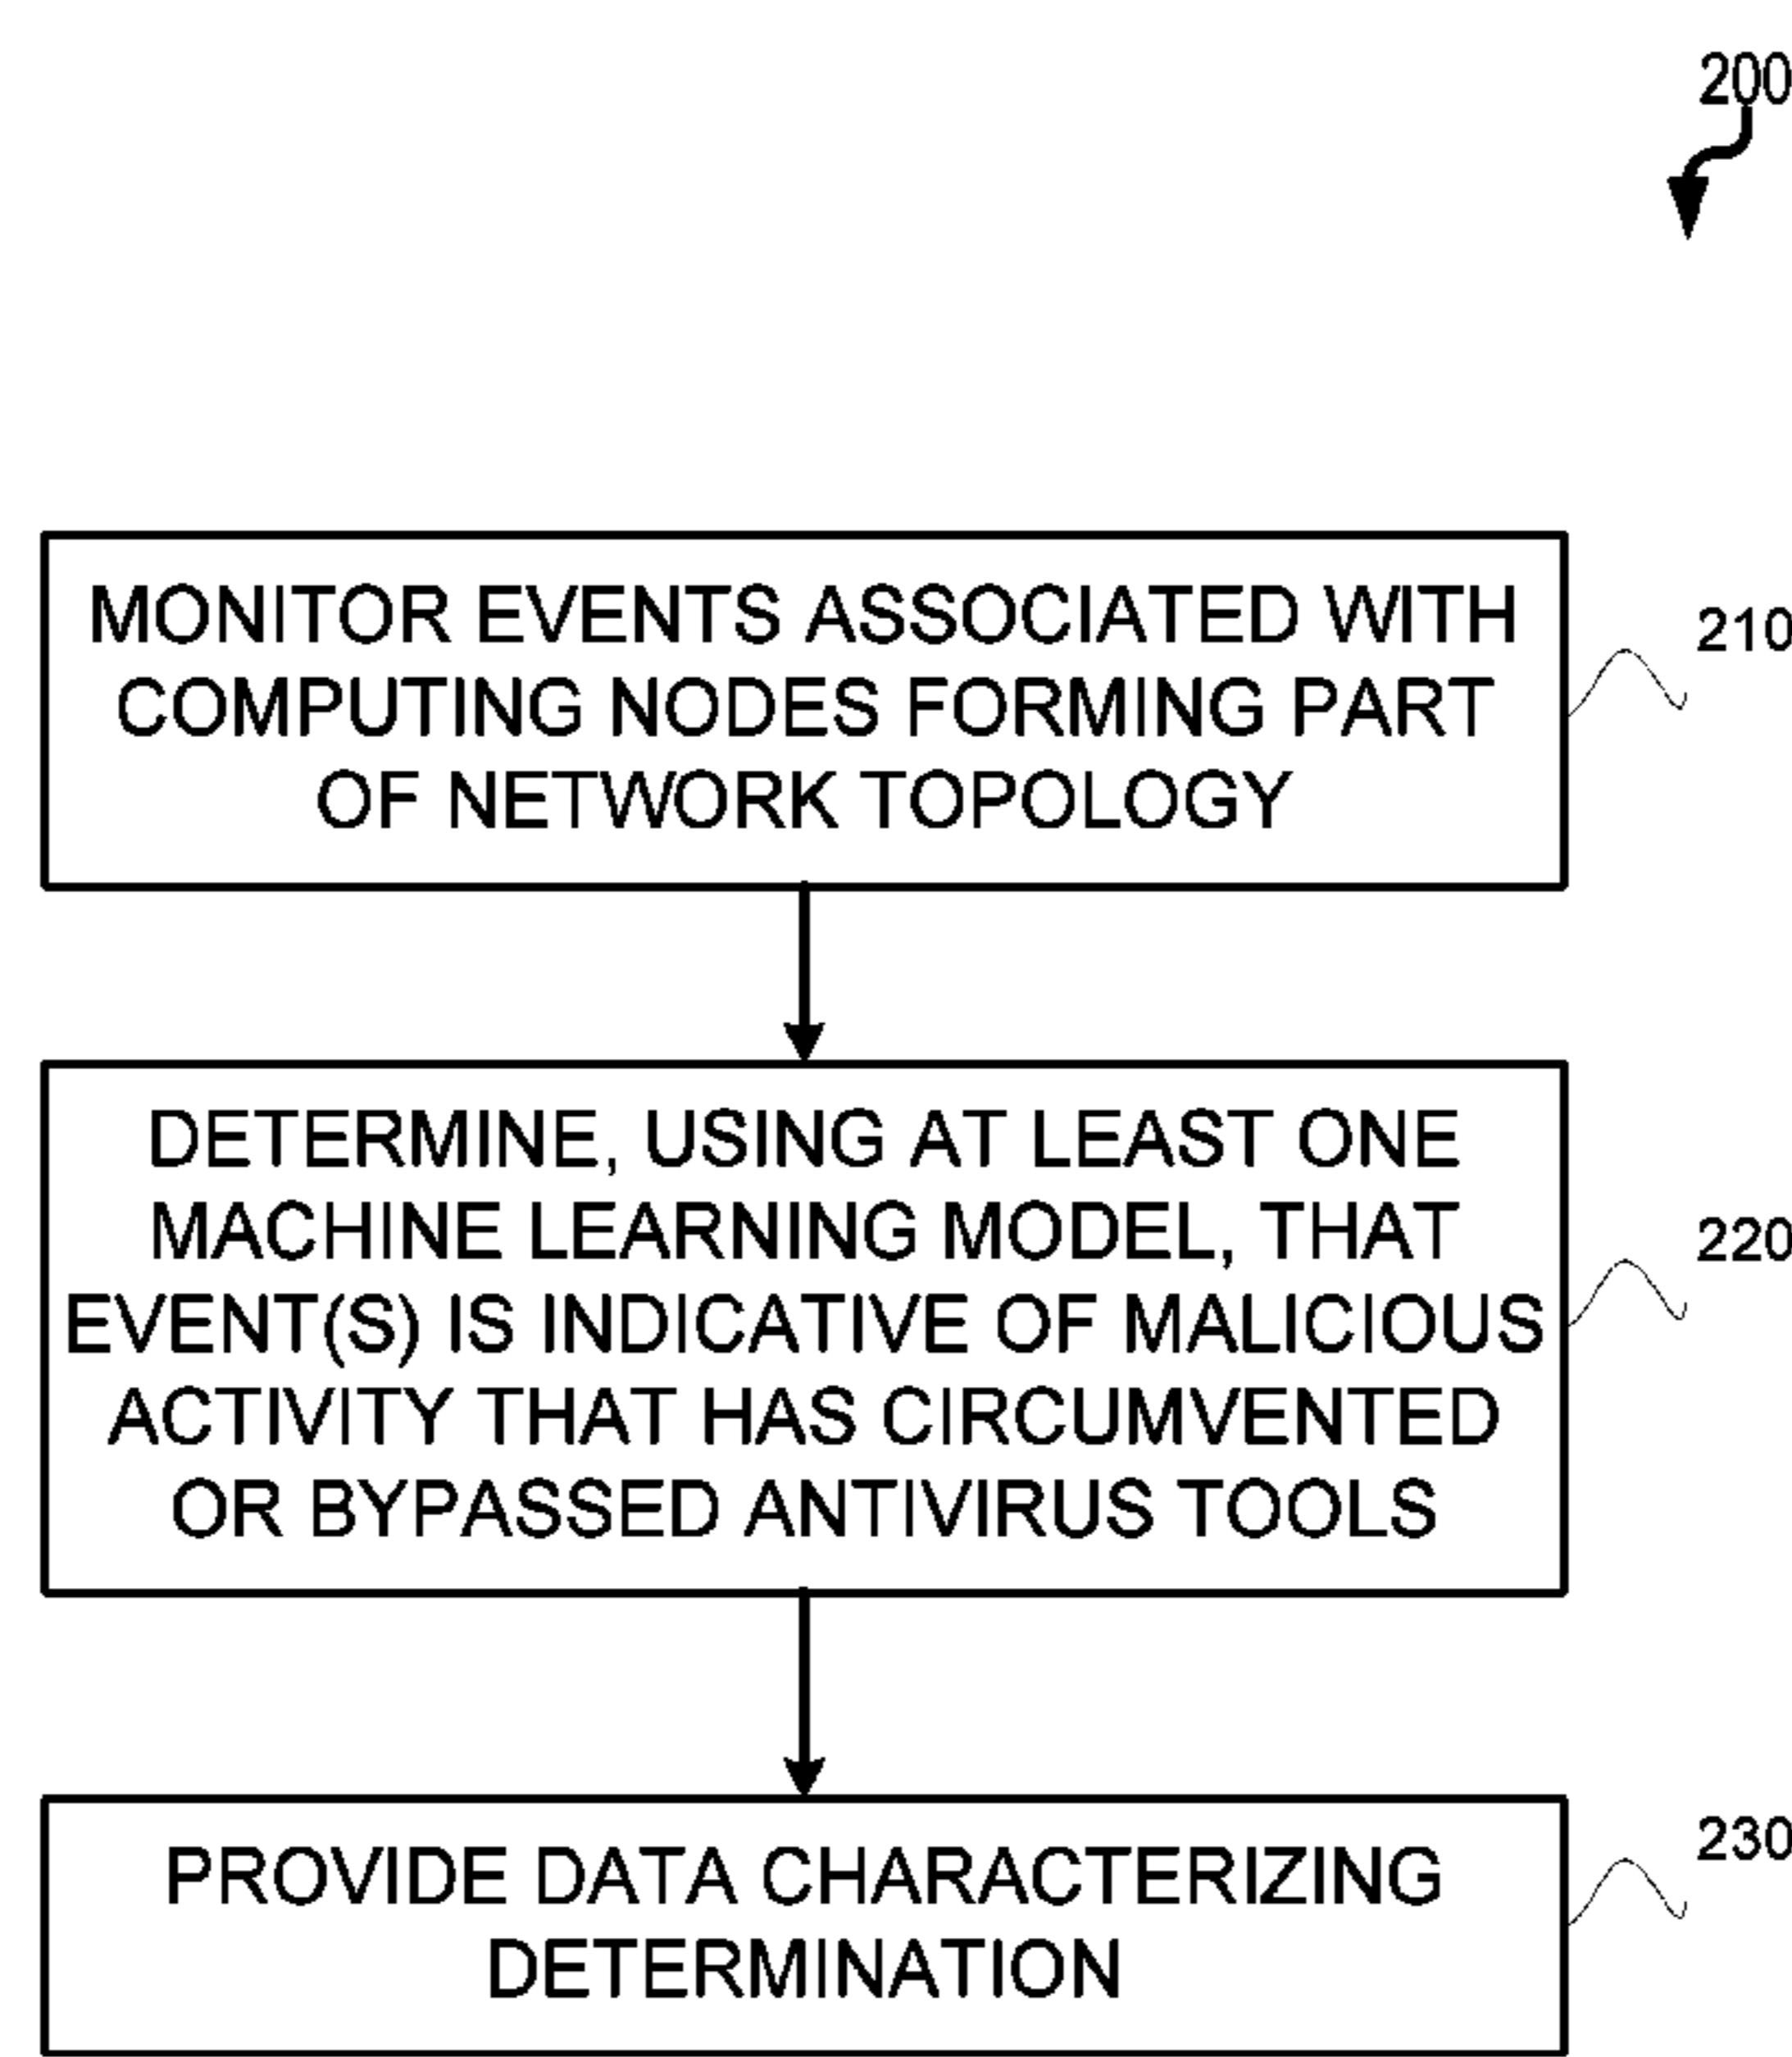 200
MONITOR EVENTS ASSOCIATED WITH
COMPUTING NODES FORMING PART
OF NETWORK TOPOLOGY
210
DETERMINE, USING AT LEAST ONE
MACHINE LEARNING MODEL, THAT
EVENT(S) IS INDICATIVE OF MALICIOUS
ACTIVITY THAT HAS CIRCUMVENTED
OR BYPASSED ANTIVIRUS TOOLS
220
PROVIDE DATA CHARACTERIZING
DETERMINATION
230